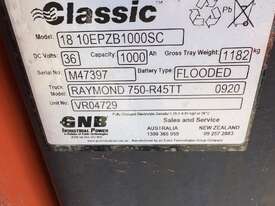 Classic
Pb
18 10EPZB1000SC
DC Volts: 36 Capacity 1000 Ah Gross Tray Weight: 1182 kg
Serial No: M47397 Battery Type: FLOODED
Truck Model: RAYMOND 750-R45TT 0920
Unit No: VR04729
GNB
INDUSTRIAL POWER
Sales and Service
AUSTRALIA NEW ZEALAND